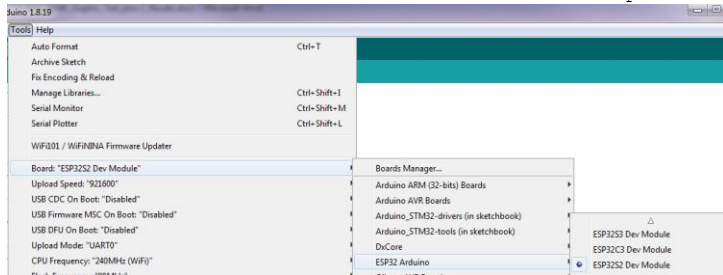 duino 1.8.19
Tools Help
Auto Format Ctrl+T
Archive Sketch
Fix Encoding & Reload
Manage Libraries... Ctrl+Shift+I
Serial Monitor Ctrl+Shift+M
Serial Plotter Ctrl+Shift+L
WiFi101 / WiFiNINA Firmware Updater
Board: "ESP32S2 Dev Module"
Upload Speed: "921600"
USB CDC On Boot: "Disabled"
USB Firmware MSC On Boot: "Disabled"
USB DFU On Boot: "Disabled"
Upload Mode: "UART0"
CPU Frequency: "240MHz (WiFi)"
Boards Manager...
Arduino ARM (32-bits) Boards
Arduino AVR Boards
Arduino_STM32-drivers (in sketchbook)
Arduino_STM32-tools (in sketchbook)
DxCore
ESP32 Arduino
ESP32S3 Dev Module
ESP32C3 Dev Module
ESP32S2 Dev Module